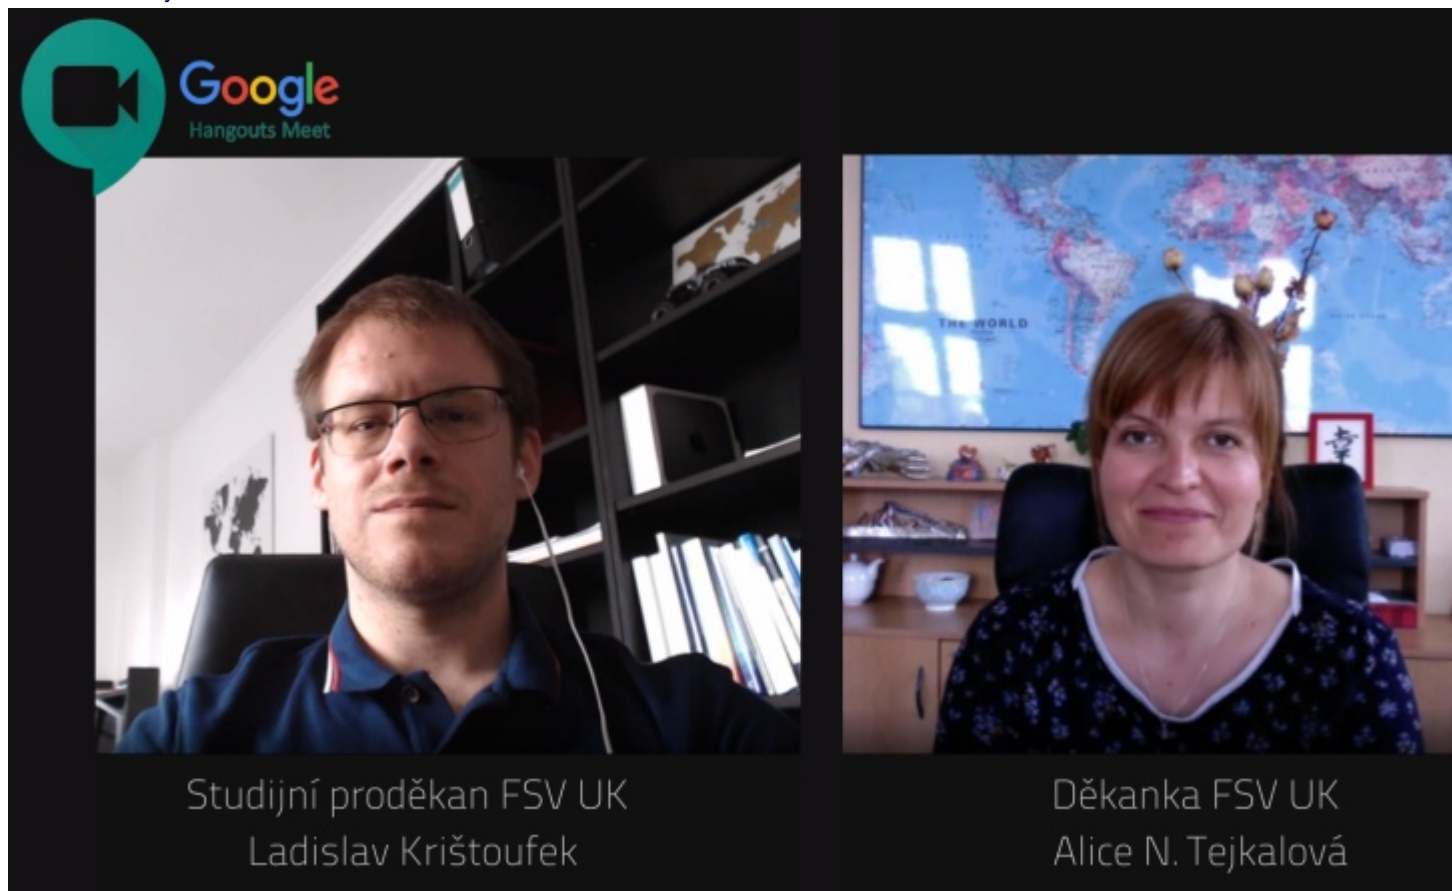 Google
Hangouts Meet
THE WORLD
Studijní proděkan FSV UK
Ladislav Krištoufek
Děkanka FSV UK
Alice N. Tejkalová